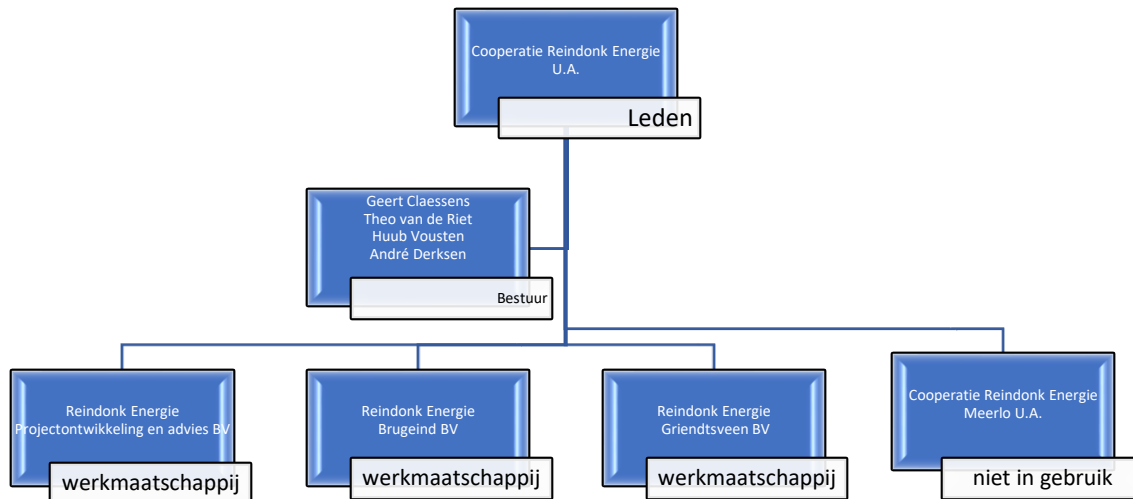 Cooperatie Reindonk Energie
U.A.
Leden
Geert Claessens
Theo van de Riet
Huub Vousten
André Derksen
Bestuur
Reindonk Energie
Projectontwikkeling en advies BV
werkmaatschappij
Reindonk Energie
Brugeind BV
werkmaatschappij
Reindonk Energie
Griendtsveen BV
werkmaatschappij
Cooperatie Reindonk Energie
Meerlo U.A.
niet in gebruik